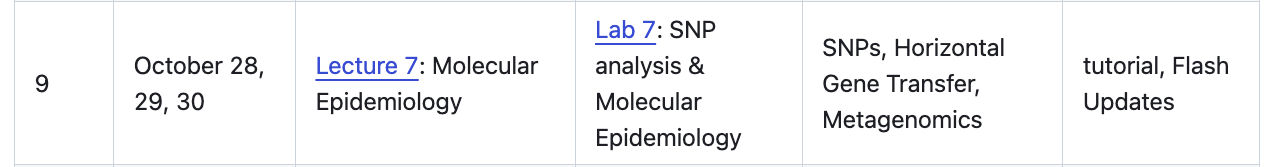 9
October 28,
29, 30
Lecture 7: Molecular
Epidemiology
Lab 7: SNP
analysis &
Molecular
Epidemiology
SNPs, Horizontal
Gene Transfer,
Metagenomics
tutorial, Flash
Updates